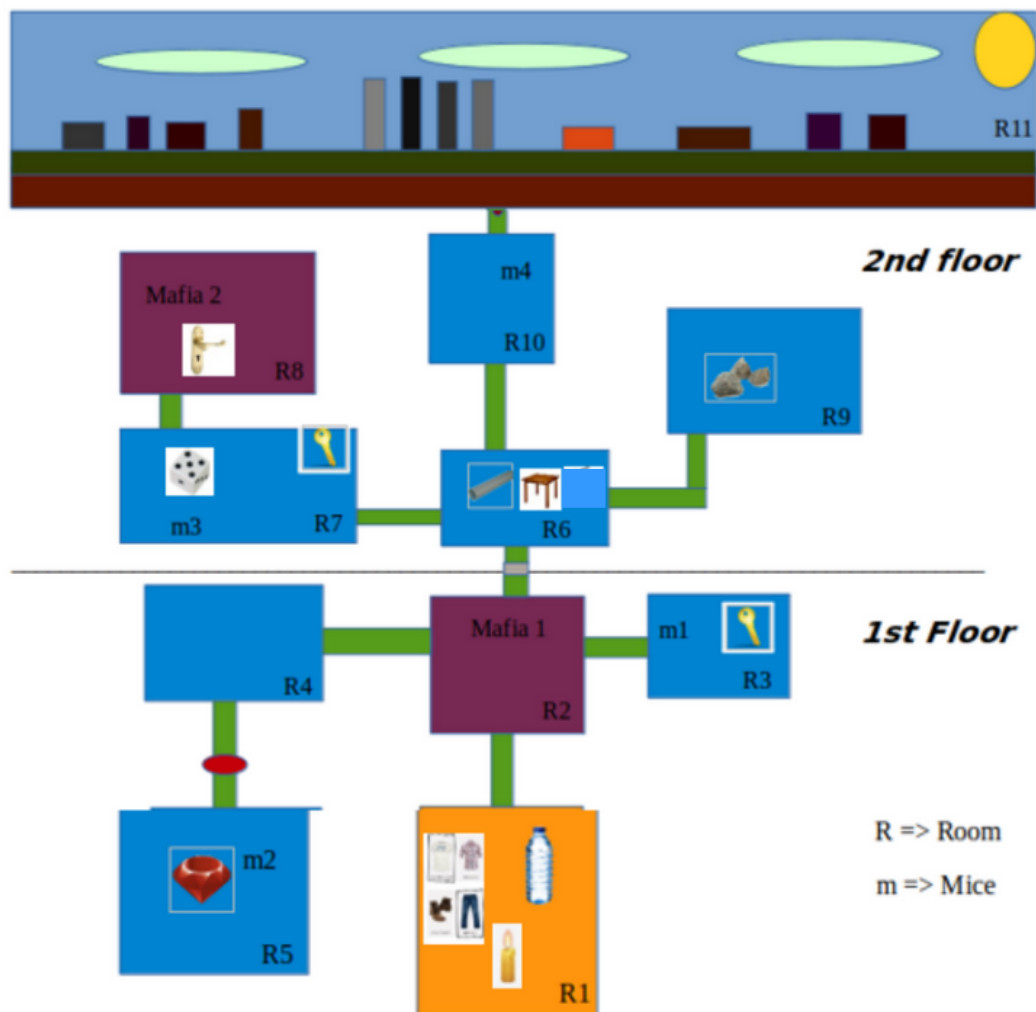 R11
2nd floor
m4
R10
Mafia 2
R8
R9
m3
R7
R6
1st Floor
Mafia 1
R2
m1
R3
R4
m2
R5
R1
R => Room
m => Mice